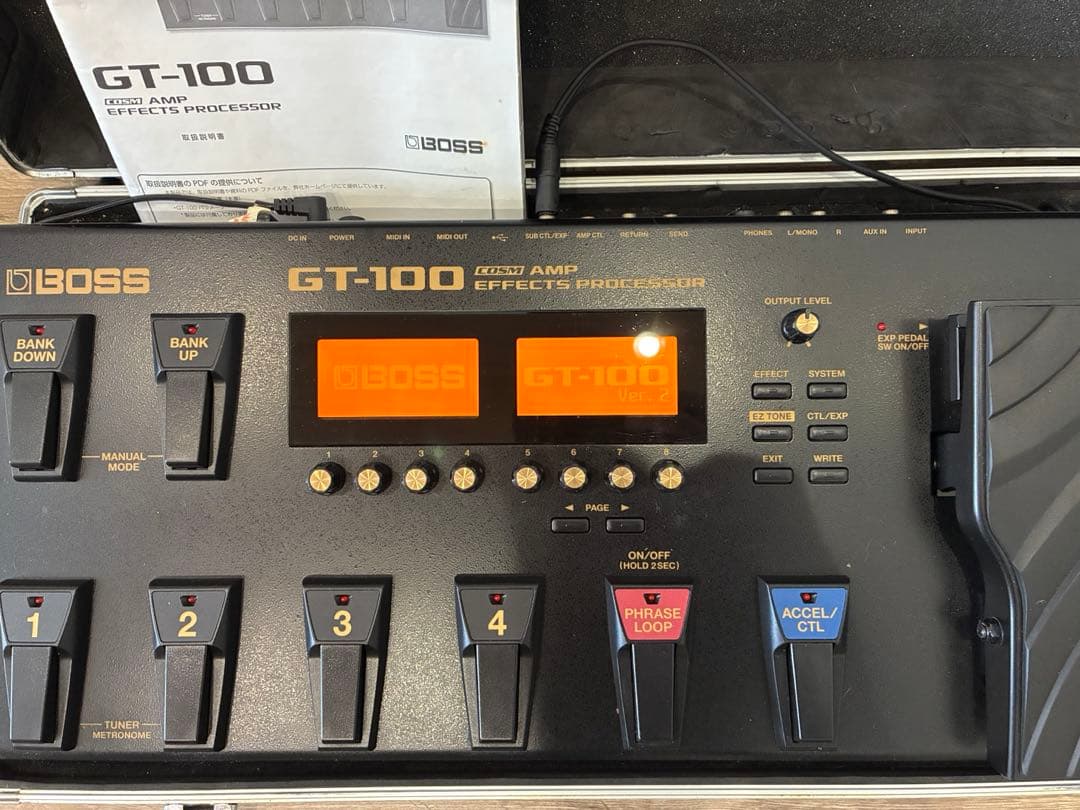 TUNER
METRONOME
GT-100
COSM AMP
EFFECTS PROCESSOR
取扱説明書
BOSS
取扱説明書の PDF の提供について
DC IN POWER MIDI IN MIDI OUT SUB CTL/EXP AMP CTL RETURN SEND PHONES L/MONO R AUX IN INPUT
BOSS
GT-100 COSM AMP
EFFECTS PROCESSOR
OUTPUT LEVEL
EXP PEDAL
SW ON/OFF
BANK
DOWN
BANK
UP
BOSS
GT-100
Ver. 2
EFFECT SYSTEM
EZ TONE CTL/EXP
EXIT WRITE
MANUAL
MODE
1 2 3 4 5 6 7 8
◄ PAGE ►
ON/OFF
(HOLD 2SEC)
1
2
3
4
PHRASE
LOOP
ACCEL/
CTL
TUNER
METRONOME